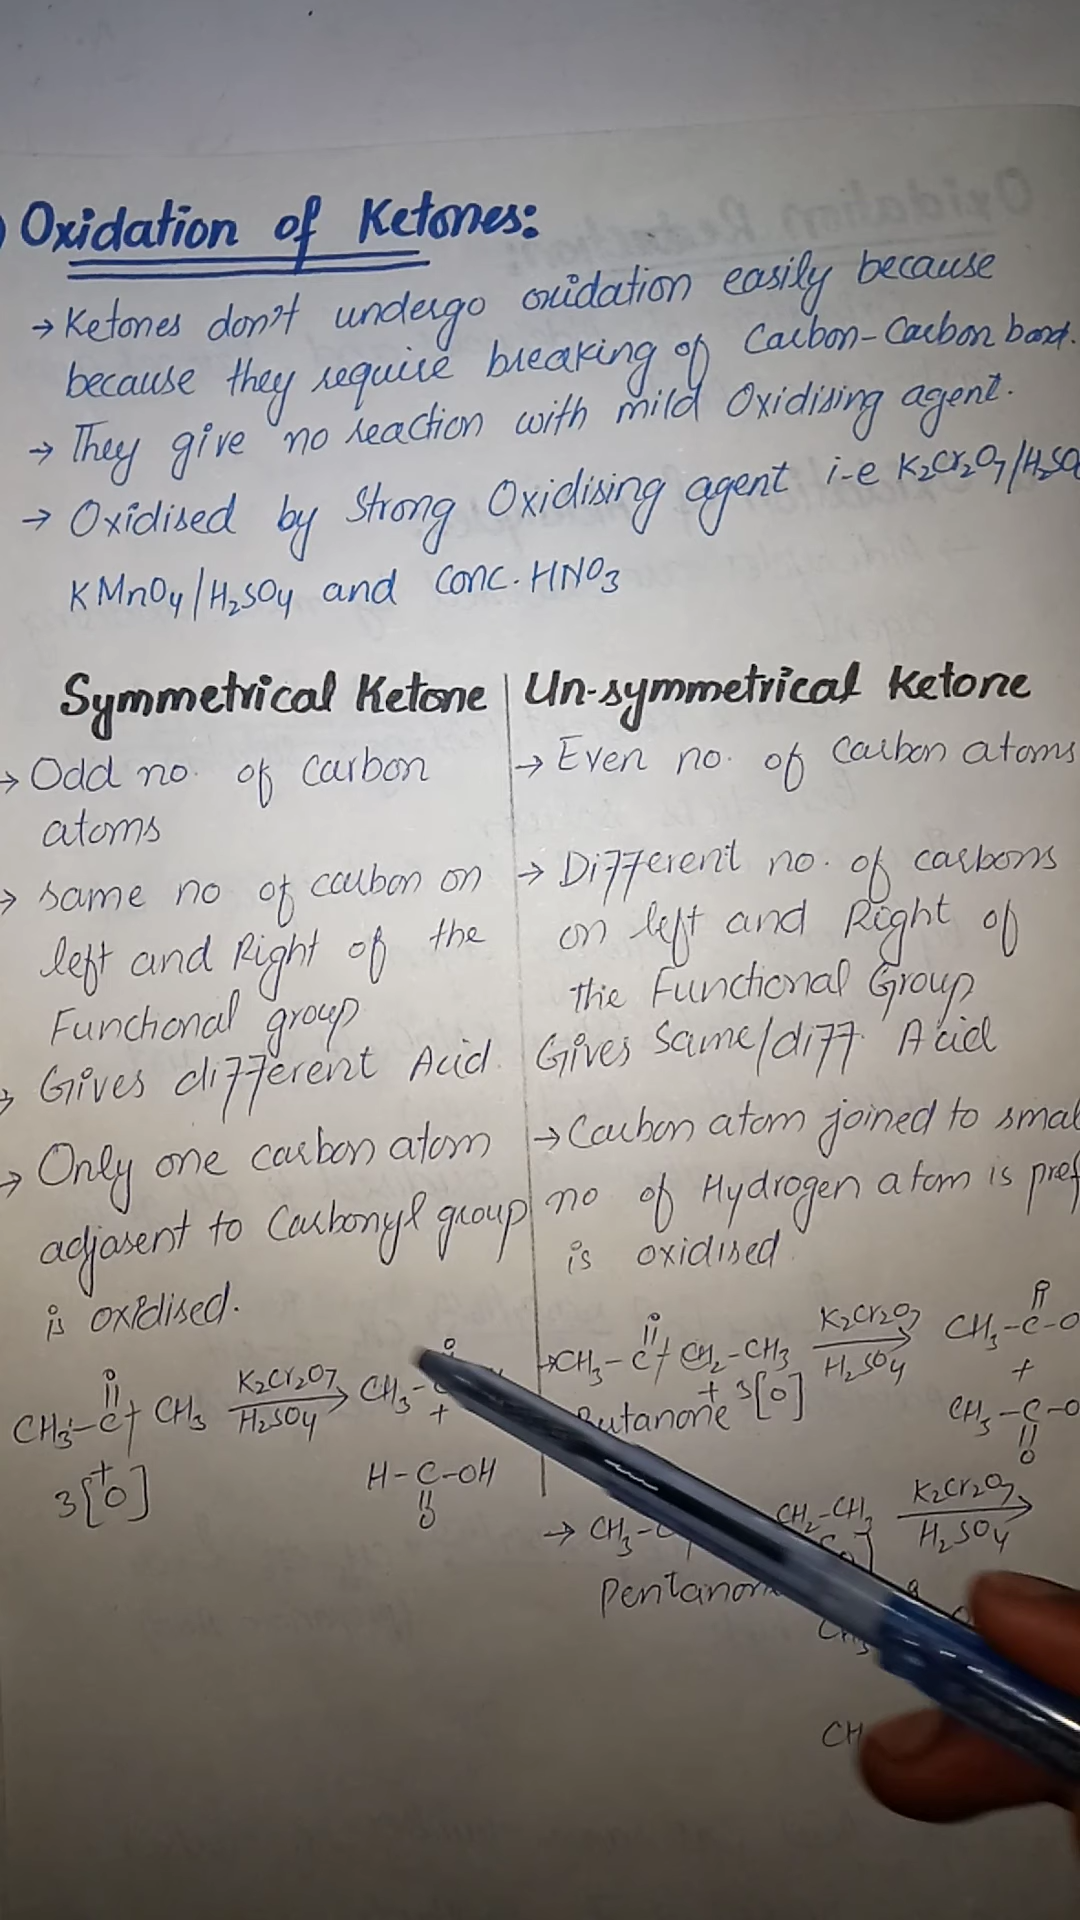 Oxidation of Ketones:
→ Ketones don't undergo oxidation easily because
because they require breaking of Carbon-Carbon bond.
→ They give no reaction with mild Oxidising agent.
→ Oxidised by Strong Oxidising agent i-e K₂Cr₂O₇/H₂SO
KMnO₄/H₂SO₄ and Conc. HNO₃
Symmetrical Ketone
→ Odd no. of Carbon
atoms
→ same no of carbon on
left and Right of the
Functional group
→ Gives different Acid.
→ Only one carbon atom
adjasent to Carbonyl group
is oxidised.
O
CH₃-C+CH₃ K₂Cr₂O₇ CH₃-
H₂SO₄
+
3[O]
+
H-C-OH
O
Un-symmetrical Ketone
→ Even no. of Carbon atoms
→ Different no. of carbons
on left and Right of
the Functional Group
Gives Same/diff. Acid
→ Carbon atom joined to smal
no of Hydrogen atom is pref
is oxidised
→CH₃-C+CH₂-CH₃ K₂Cr₂O₇ CH₃-C-O
H₂SO₄
+ 3[O]
+
utanone
CH₃-C-O
O
→ CH₃-C CH₂-CH₃ K₂Cr₂O₇
H₂SO₄
Pentanon
CH₃
CH